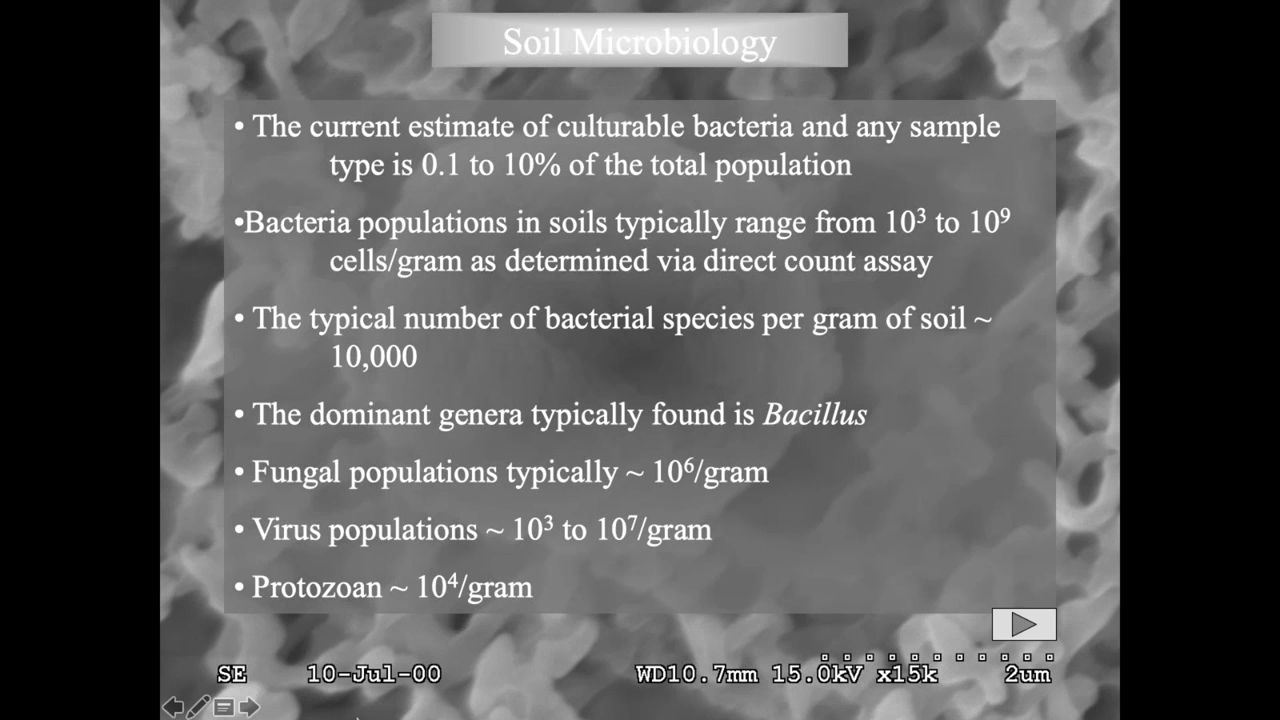 Soil Microbiology
• The current estimate of culturable bacteria and any sample
type is 0.1 to 10% of the total population
•Bacteria populations in soils typically range from 10³ to 10⁹
cells/gram as determined via direct count assay
• The typical number of bacterial species per gram of soil ~
10,000
• The dominant genera typically found is Bacillus
• Fungal populations typically ~ 10⁶/gram
• Virus populations ~ 10³ to 10⁷/gram
• Protozoan ~ 10⁴/gram
SE 10-Jul-00 WD10.7mm 15.0kV x15k 2um